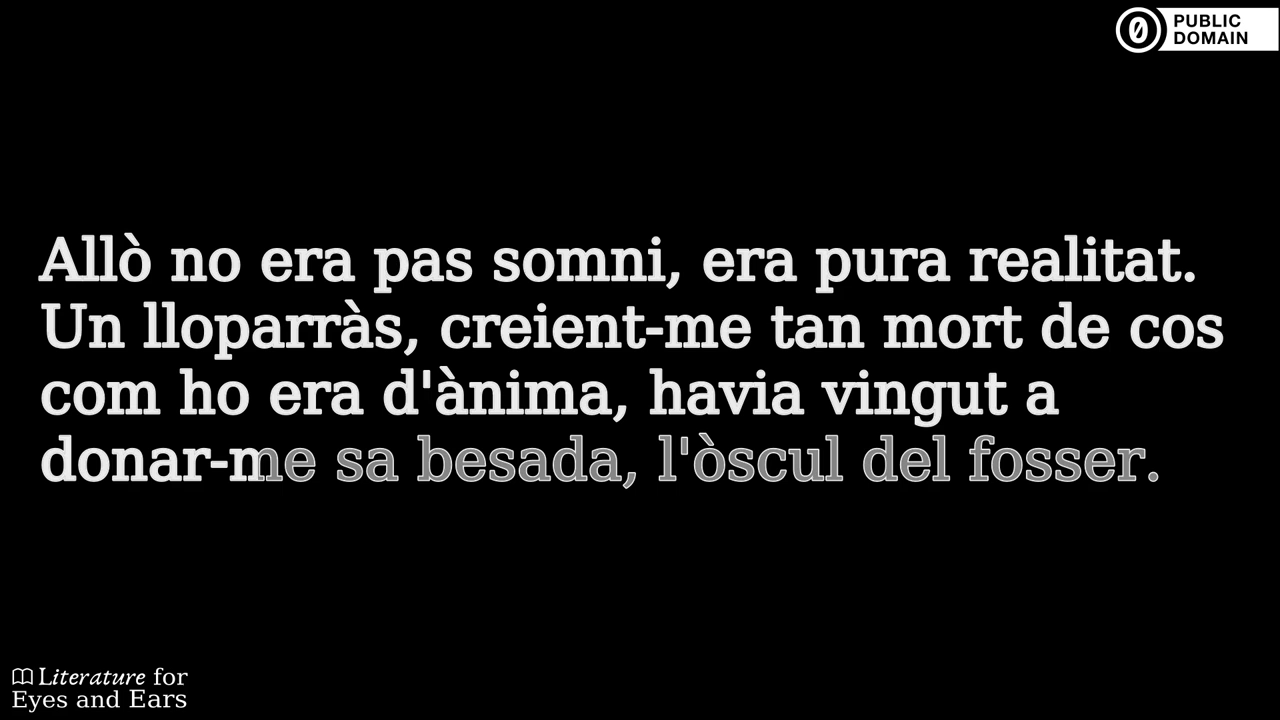 PUBLIC
DOMAIN
Allò no era pas somni, era pura realitat.
Un lloparràs, creient-me tan mort de cos
com ho era d'ànima, havia vingut a
donar-me sa besada, l'òscul del fosser.
Literature for
Eyes and Ears